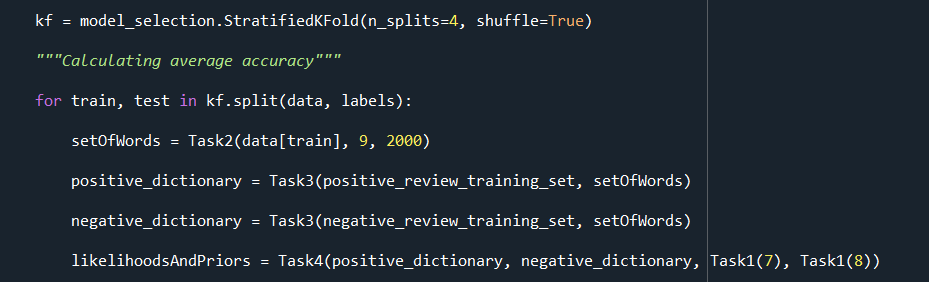 kf = model_selection.StratifiedKFold(n_splits=4, shuffle=True)
"""Calculating average accuracy"""
for train, test in kf.split(data, labels):
setOfWords = Task2(data[train], 9, 2000)
positive_dictionary = Task3(positive_review_training_set, setOfWords)
negative_dictionary = Task3(negative_review_training_set, setOfWords)
likelihoodsAndPriors = Task4(positive_dictionary, negative_dictionary, Task1(7), Task1(8))